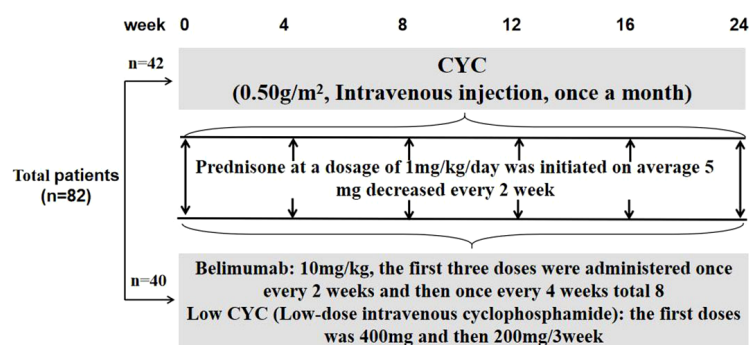 week 0 4 8 12 16 24
n=42
CYC
(0.50g/m², Intravenous injection, once a month)
Total patients
(n=82)
Prednisone at a dosage of 1mg/kg/day was initiated on average 5
mg decreased every 2 week
n=40
Belimumab: 10mg/kg, the first three doses were administered once
every 2 weeks and then once every 4 weeks total 8
Low CYC (Low-dose intravenous cyclophosphamide): the first doses
was 400mg and then 200mg/3week